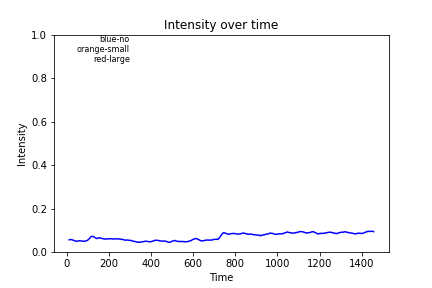 Intensity over time
blue-no
orange-small
red-large
1.0
0.8
0.6
0.4
0.2
0.0
Intensity
0 200 400 600 800 1000 1200 1400
Time